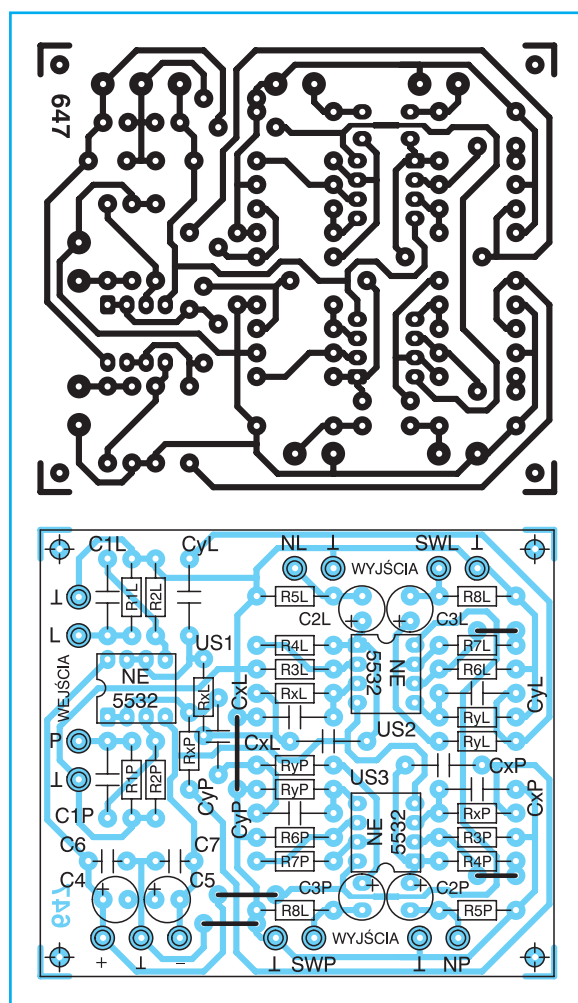 647
C1L CyL NL ⊥ SWL ⊥
WYJŚCIA
⊥ R1L R2L R5L R8L
C2L C3L
L US1 R4L R7L
NE 5532 NE 5532
R3L R6L
WEJŚCIA
RxL CxL RxL CyL
RyL
P RxP CxL US2 RyL
⊥ R1P R2P RyP CxP
CyP US3
RyP CxP
C1P CyP NE 5532 RxP
R6P R3P
C6 C7 R7P R4P
C4 C5 C3P C2P
647
R8L R5P
WYJŚCIA
+ ⊥ − ⊥ SWP ⊥ NP